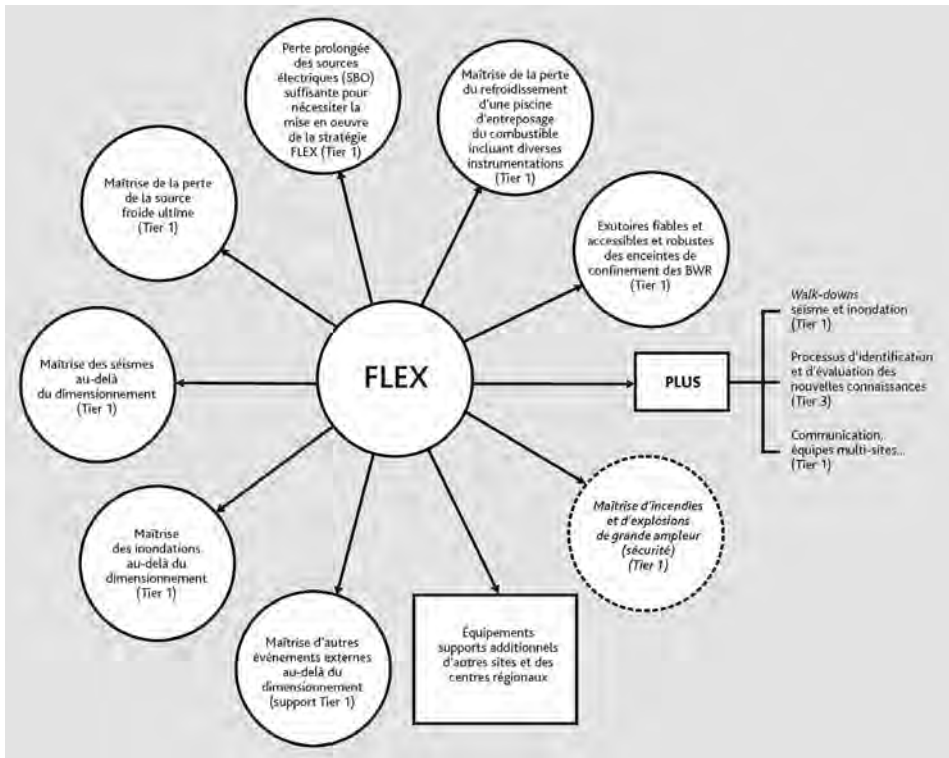 Perte prolongée
des sources
électriques (SBO)
suffisante pour
nécessiter la
mise en oeuvre
de la stratégie
FLEX (Tier 1)
Maîtrise de la perte
du refroidissement
d'une piscine
d'entreposage
du combustible
incluant diverses
instrumentations
(Tier 1)
Maîtrise de la perte
de la source
froide ultime
(Tier 1)
Exutoires fiables et
accessibles et robustes
des enceintes de
confinement des BWR
(Tier 1)
Maîtrise des séismes
au-delà
du dimensionnement
(Tier 1)
FLEX
PLUS
Walk-downs
séisme et inondation
(Tier 1)
Processus d'identification
et d'évaluation des
nouvelles connaissances
(Tier 3)
Communication,
équipes multi-sites...
(Tier 1)
Maîtrise
des inondations
au-delà du
dimensionnement
(Tier 1)
Maîtrise d'incendies
et d'explosions
de grande ampleur
(sécurité)
(Tier 1)
Maîtrise d'autres
événements externes
au-delà du
dimensionnement
(support Tier 1)
Équipements
supports additionnels
d'autres sites et des
centres régionaux